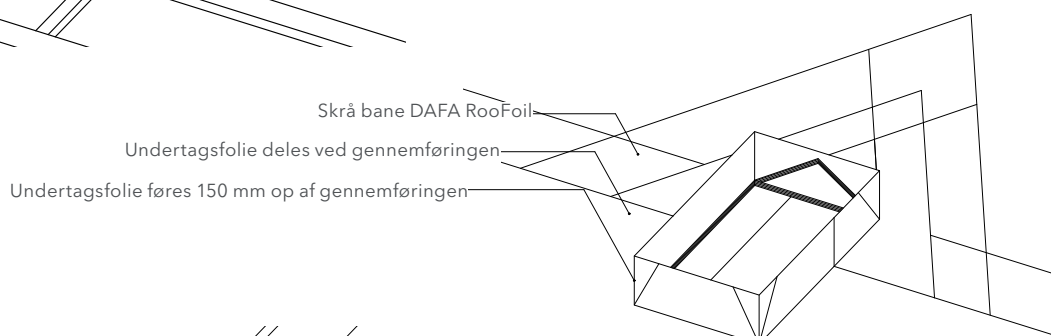 Skrå bane DAFA RooFoil
Undertagsfolie deles ved gennemføringen
Undertagsfolie føres 150 mm op af gennemføringen